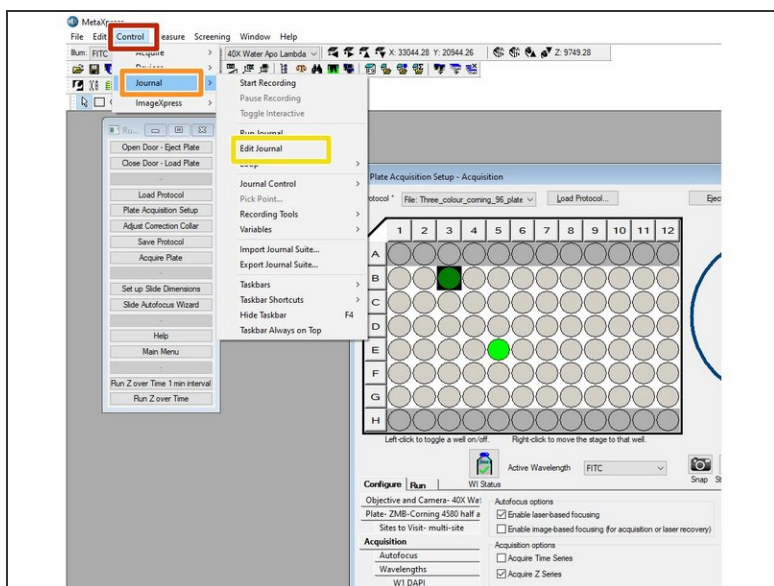 MetaXpress
File Edit Control Measure Screening Window Help
Illum: FITC Acquire > 40X Water Apo Lambda X: 33044.28 Y: 20944.26 Z: 9749.28
Devices >
Journal >
ImageXpress >
Start Recording
Pause Recording
Toggle Interactive
Run Journal
Edit Journal
Loop >
Journal Control >
Pick Point...
Recording Tools >
Variables >
Import Journal Suite...
Export Journal Suite...
Taskbars >
Taskbar Shortcuts >
Hide Taskbar F4
Taskbar Always on Top
Ru...
Open Door - Eject Plate
Close Door - Load Plate
-
Load Protocol
Plate Acquisition Setup
Adjust Correction Collar
Save Protocol
Acquire Plate
-
Set up Slide Dimensions
Slide Autofocus Wizard
-
Help
Main Menu
-
Run Z over Time 1 min interval
Run Z over Time
Plate Acquisition Setup - Acquisition
otocol * File: Three_colour_corning_96_plate Load Protocol... Ejec
1 2 3 4 5 6 7 8 9 10 11 12
A
B
C
D
E
F
G
H
Left-click to toggle a well on/off. Right-click to move the stage to that well.
WI Status
Active Wavelength FITC
Snap St
Configure Run
Objective and Camera- 40X Wat
Plate- ZMB-Corning 4580 half a
Sites to Visit- multi-site
Acquisition
Autofocus
Wavelengths
W1 DAPI
Autofocus options
Enable laser-based focusing
Enable image-based focusing (for acquisition or laser recovery)
Acquisition options
Acquire Time Series
Acquire Z Series